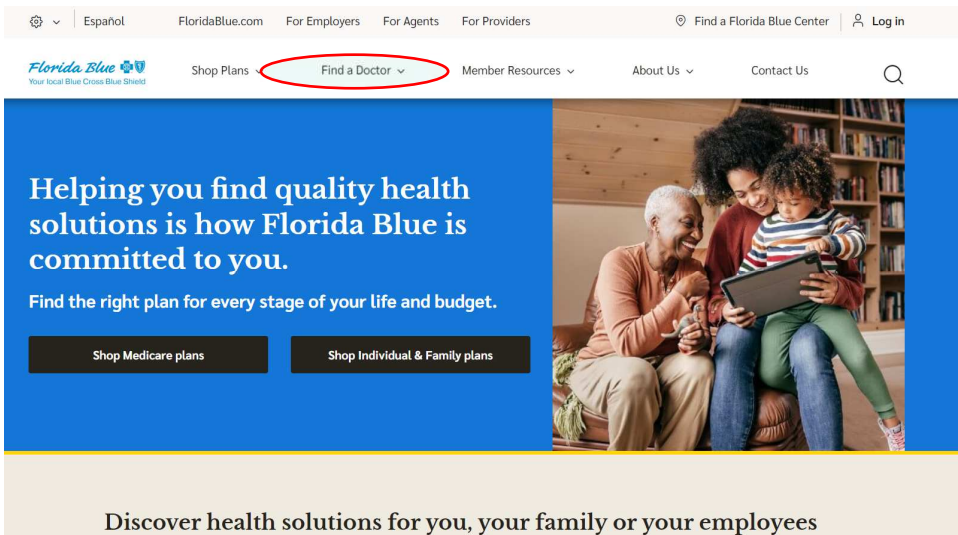 Español FloridaBlue.com For Employers For Agents For Providers Find a Florida Blue Center Log in
Florida Blue
Your local Blue Cross Blue Shield
Shop Plans Find a Doctor Member Resources About Us Contact Us
Helping you find quality health
solutions is how Florida Blue is
committed to you.
Find the right plan for every stage of your life and budget.
Shop Medicare plans Shop Individual & Family plans
Discover health solutions for you, your family or your employees